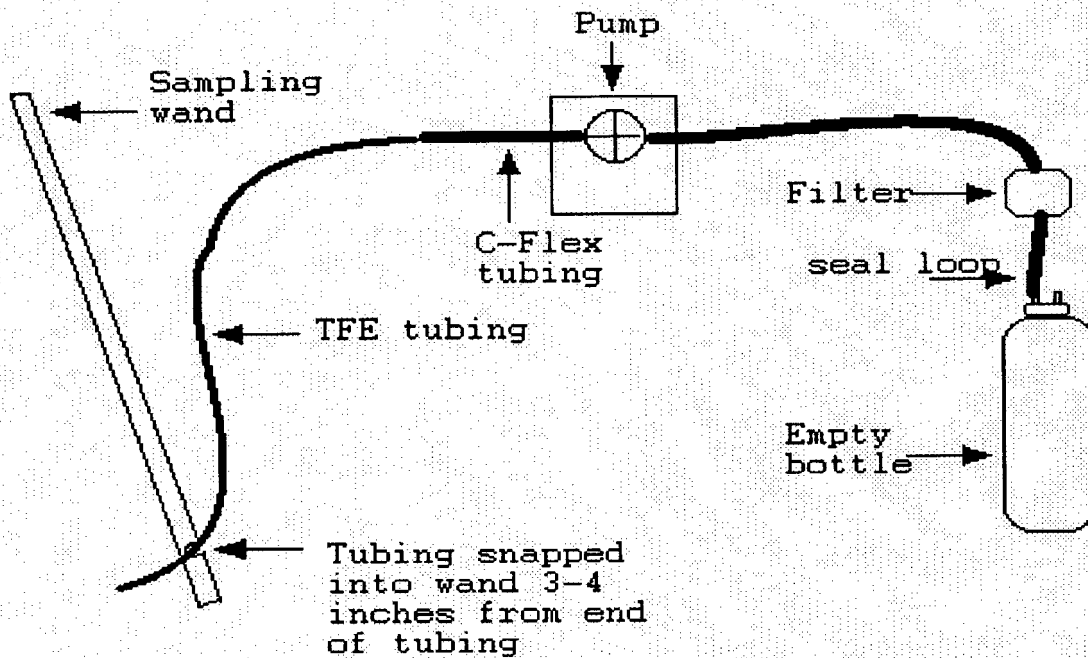 Pump
Sampling
wand
Filter
C-Flex
tubing
seal loop
TFE tubing
Empty
bottle
Tubing snapped
into wand 3-4
inches from end
of tubing